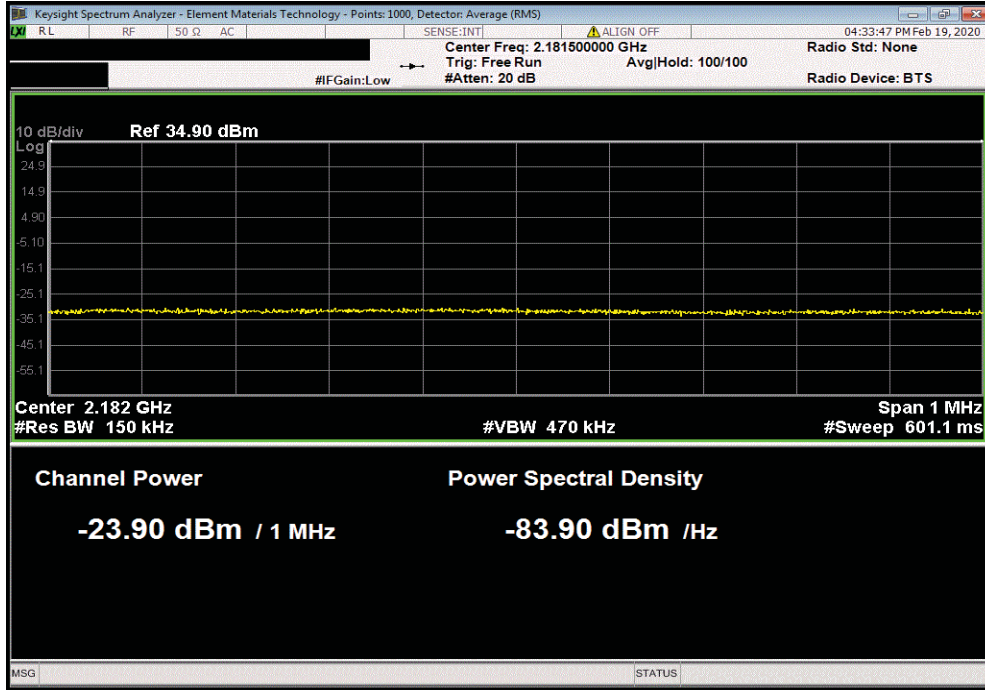 Keysight Spectrum Analyzer - Element Materials Technology - Points: 1000, Detector: Average (RMS)
LXI RL RF 50 Ω AC SENSE:INT ALIGN OFF 04:33:47 PM Feb 19, 2020
Center Freq: 2.181500000 GHz Radio Std: None
Trig: Free Run Avg|Hold: 100/100
#IFGain:Low #Atten: 20 dB Radio Device: BTS
10 dB/div Ref 34.90 dBm
Log
24.9
14.9
4.90
-5.10
-15.1
-25.1
-35.1
-45.1
-55.1
Center 2.182 GHz Span 1 MHz
#Res BW 150 kHz #VBW 470 kHz #Sweep 601.1 ms
Channel Power Power Spectral Density
-23.90 dBm / 1 MHz -83.90 dBm /Hz
MSG STATUS